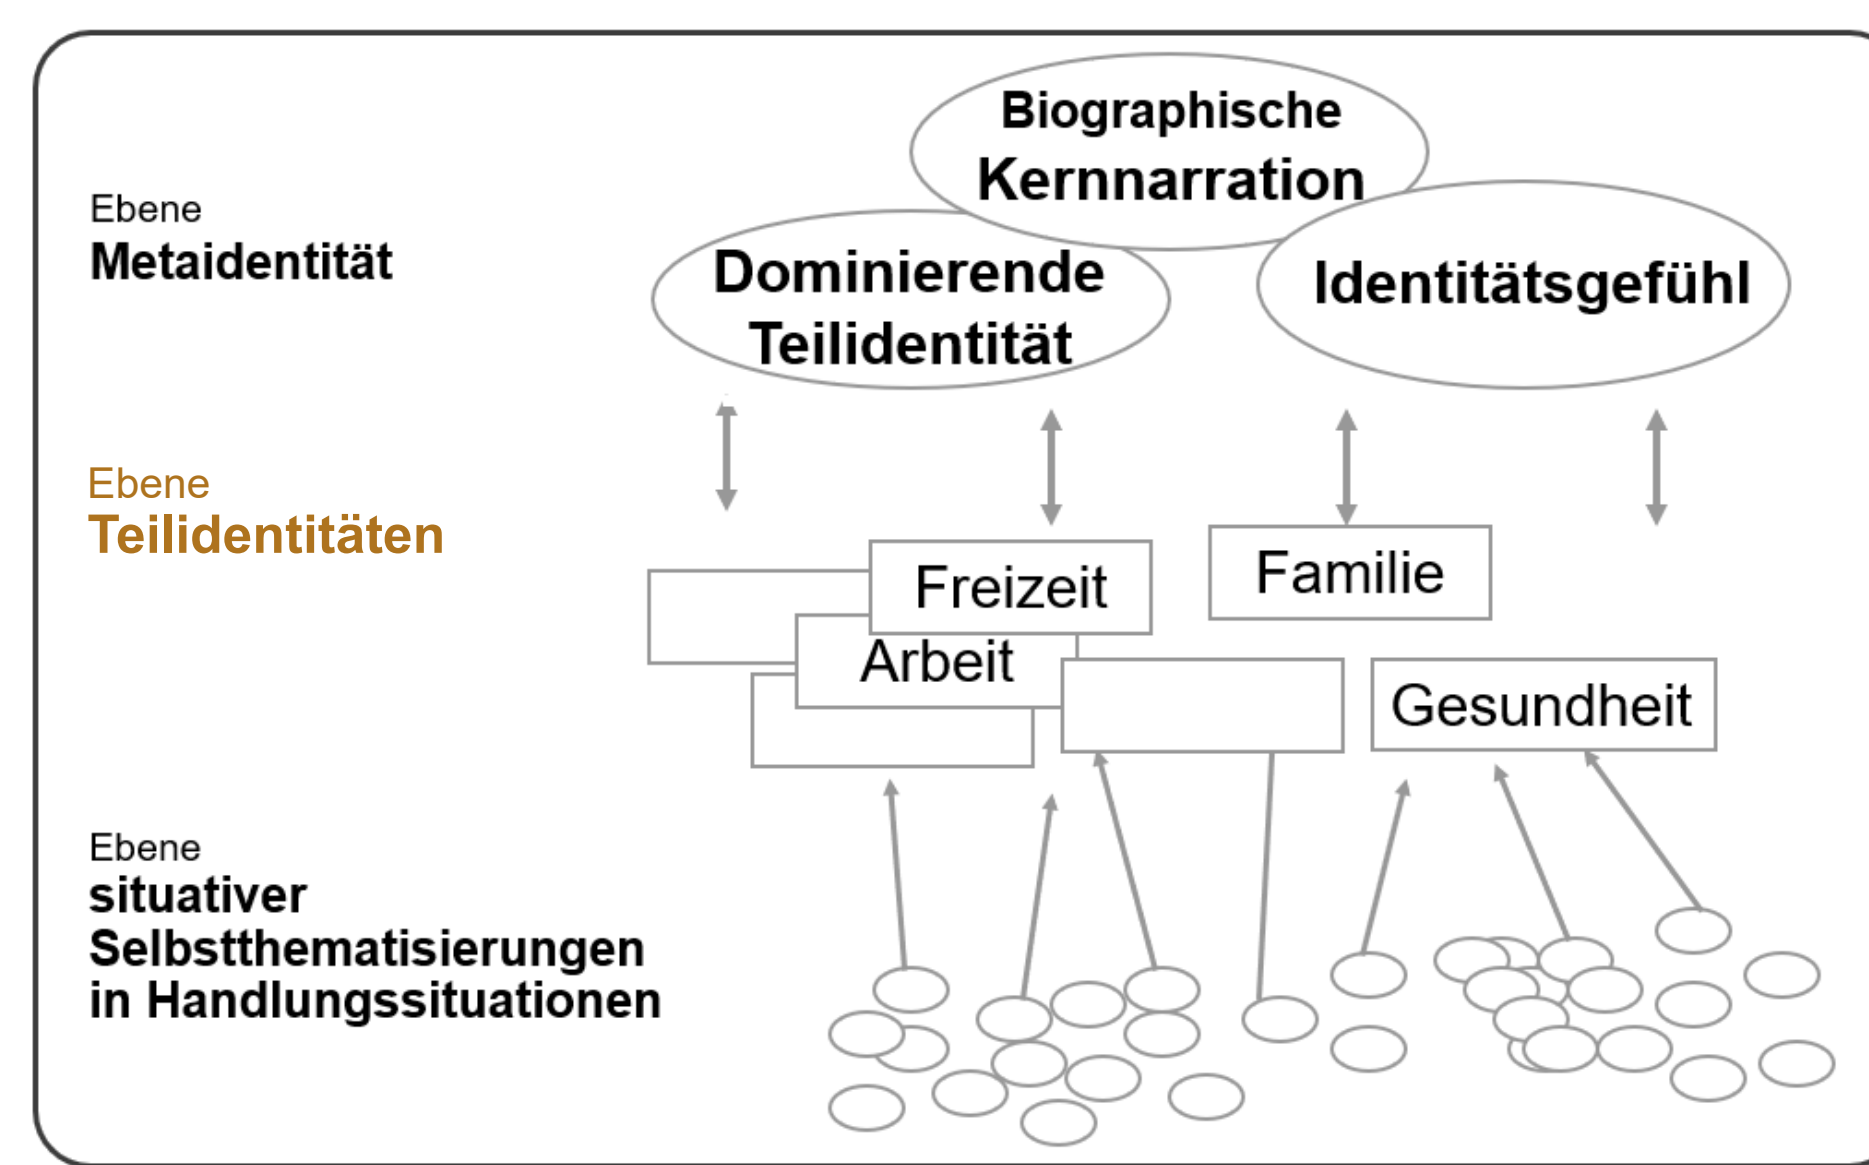 Biographische
Kernnarration
Ebene
Metaidentität
Dominierende
Teilidentität
Identitätsgefühl
Ebene
Teilidentitäten
Freizeit
Familie
Arbeit
Gesundheit
Ebene
situativer
Selbstthematisierungen
in Handlungssituationen